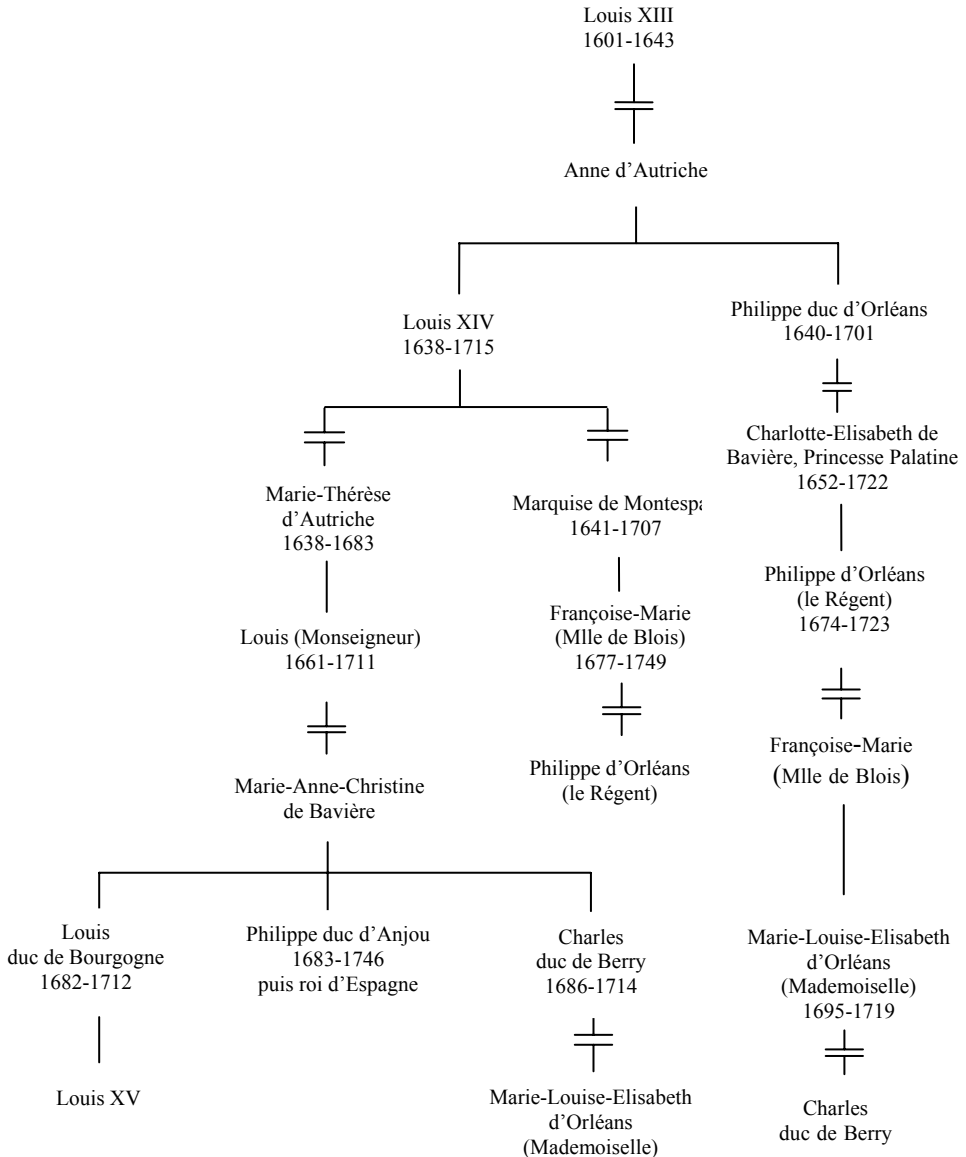 Louis XIII
1601-1643
Anne d’Autriche
Louis XIV
1638-1715
Philippe duc d’Orléans
1640-1701
Marie-Thérèse
d’Autriche
1638-1683
Marquise de Montespa
1641-1707
Charlotte-Elisabeth de
Bavière, Princesse Palatine
1652-1722
Louis (Monseigneur)
1661-1711
Françoise-Marie
(Mlle de Blois)
1677-1749
Philippe d’Orléans
(le Régent)
1674-1723
Marie-Anne-Christine
de Bavière
Philippe d’Orléans
(le Régent)
Françoise-Marie
(Mlle de Blois)
Louis
duc de Bourgogne
1682-1712
Philippe duc d’Anjou
1683-1746
puis roi d’Espagne
Charles
duc de Berry
1686-1714
Marie-Louise-Elisabeth
d’Orléans
(Mademoiselle)
1695-1719
Louis XV
Marie-Louise-Elisabeth
d’Orléans
(Mademoiselle)
Charles
duc de Berry